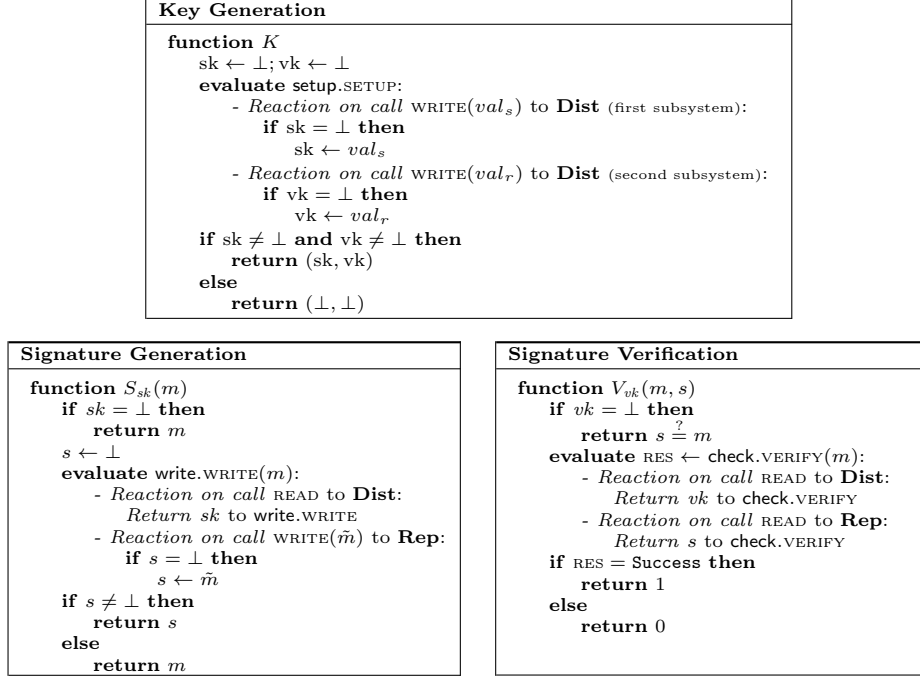 Key Generation
function K
sk ← ⊥; vk ← ⊥
evaluate setup.SETUP:
- Reaction on call WRITE(val_s) to Dist (first subsystem):
if sk = ⊥ then
sk ← val_s
- Reaction on call WRITE(val_r) to Dist (second subsystem):
if vk = ⊥ then
vk ← val_r
if sk ≠ ⊥ and vk ≠ ⊥ then
return (sk, vk)
else
return (⊥, ⊥)
Signature Generation
function S_sk(m)
if sk = ⊥ then
return m
s ← ⊥
evaluate write.WRITE(m):
- Reaction on call READ to Dist:
Return sk to write.WRITE
- Reaction on call WRITE(m̃) to Rep:
if s = ⊥ then
s ← m̃
if s ≠ ⊥ then
return s
else
return m
Signature Verification
function V_vk(m, s)
if vk = ⊥ then
return s ≟ m
evaluate RES ← check.VERIFY(m):
- Reaction on call READ to Dist:
Return vk to check.VERIFY
- Reaction on call READ to Rep:
Return s to check.VERIFY
if RES = Success then
return 1
else
return 0